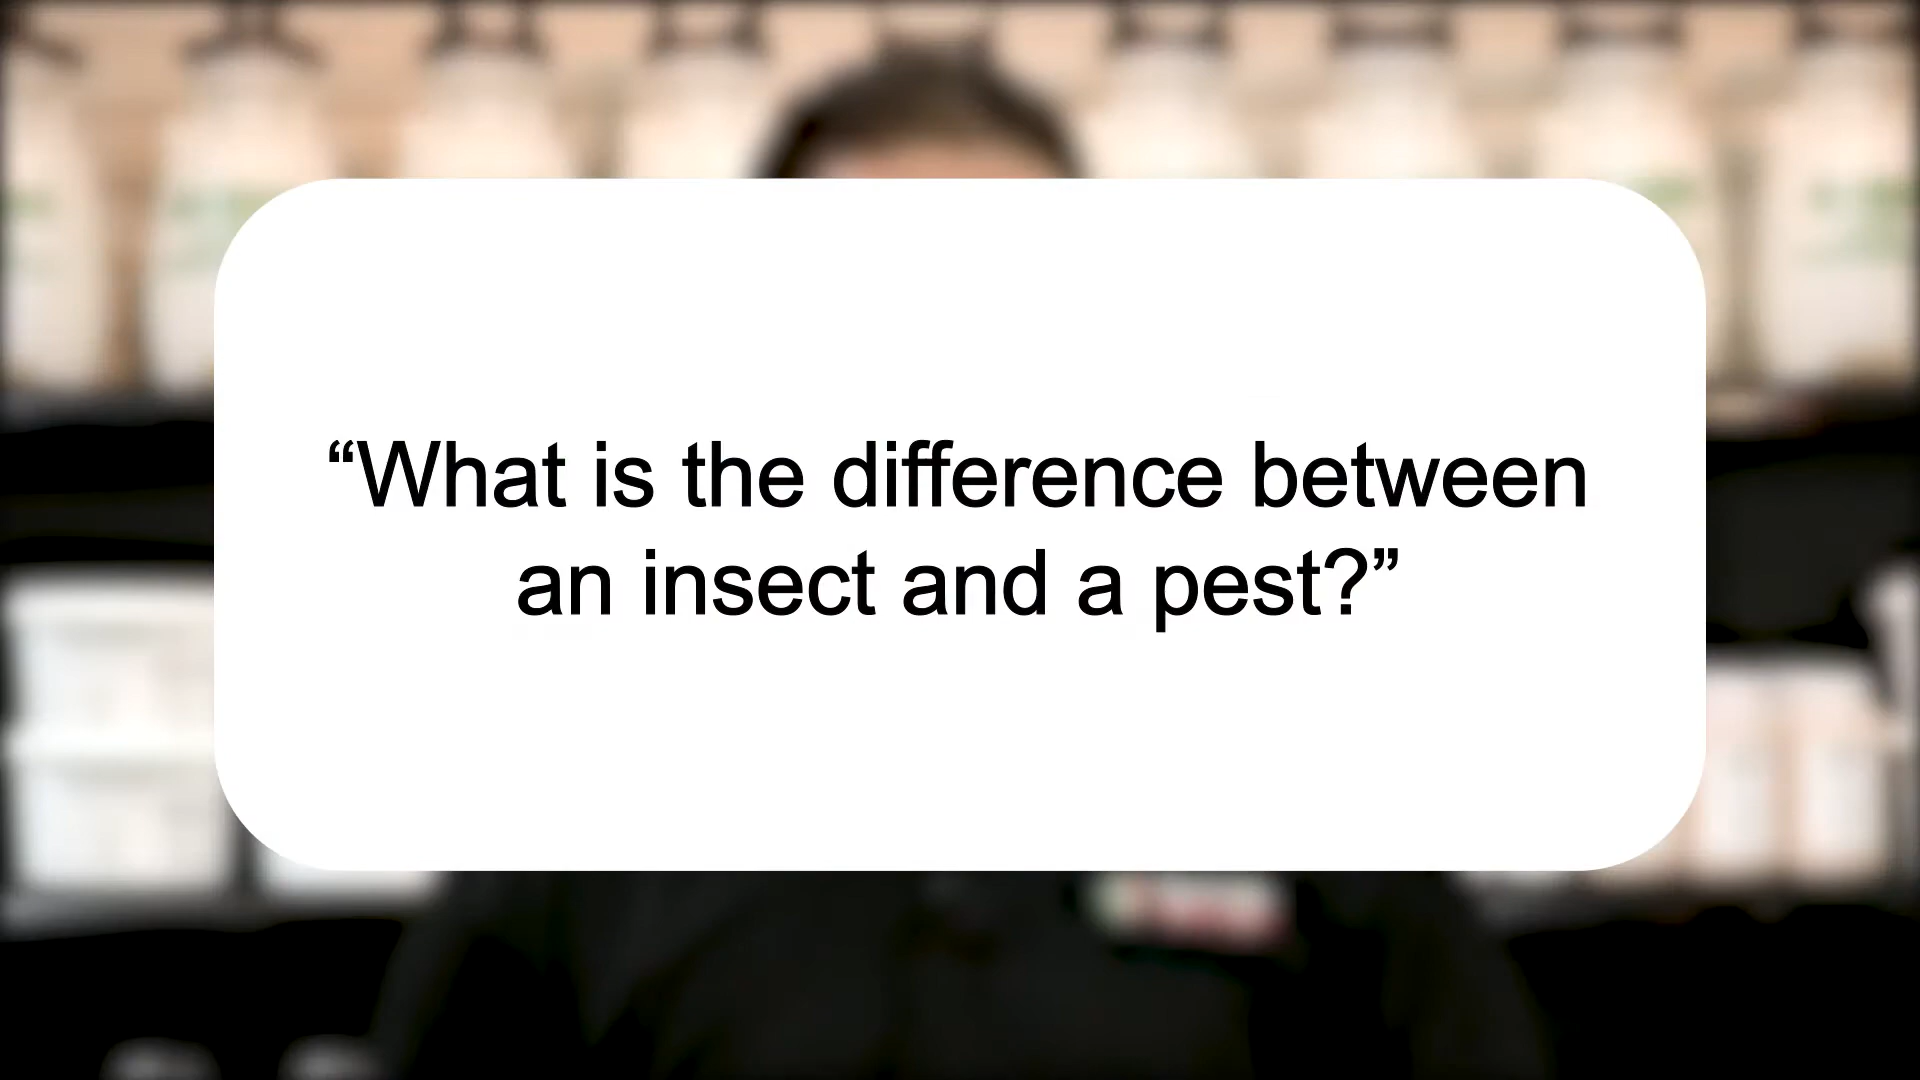 “What is the difference between
an insect and a pest?”